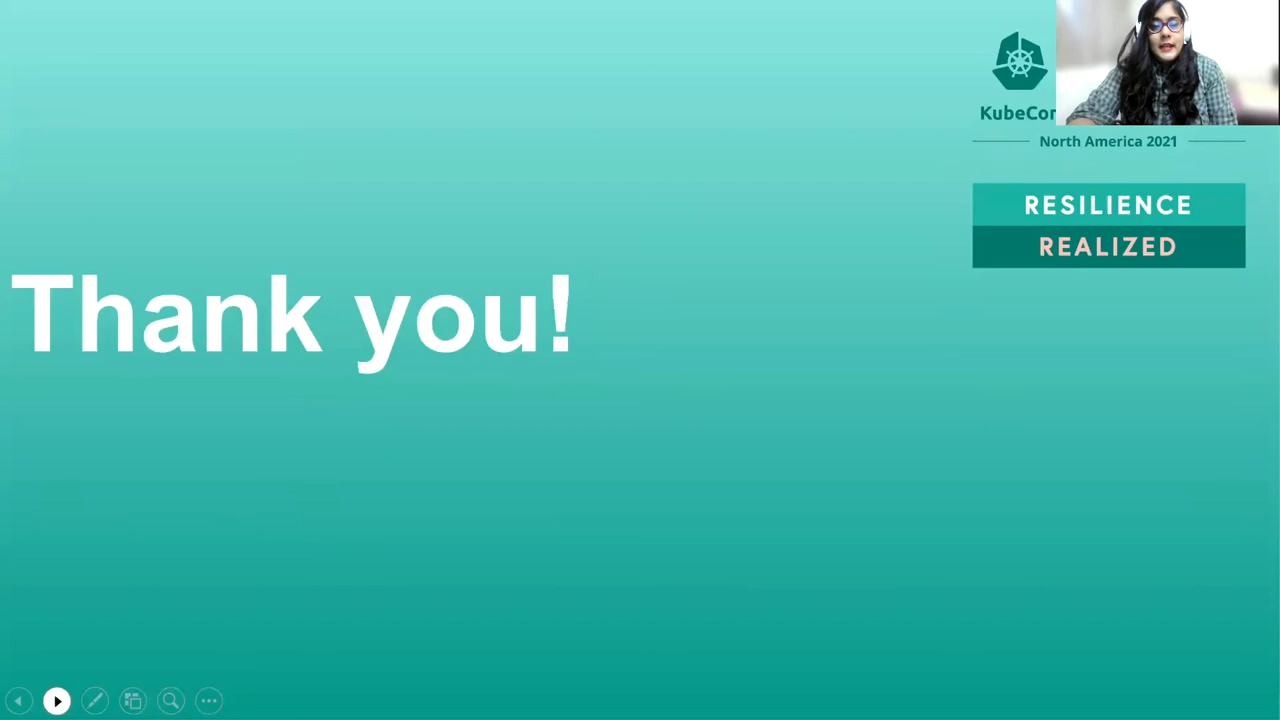 KubeCon
North America 2021
RESILIENCE
REALIZED
Thank you!